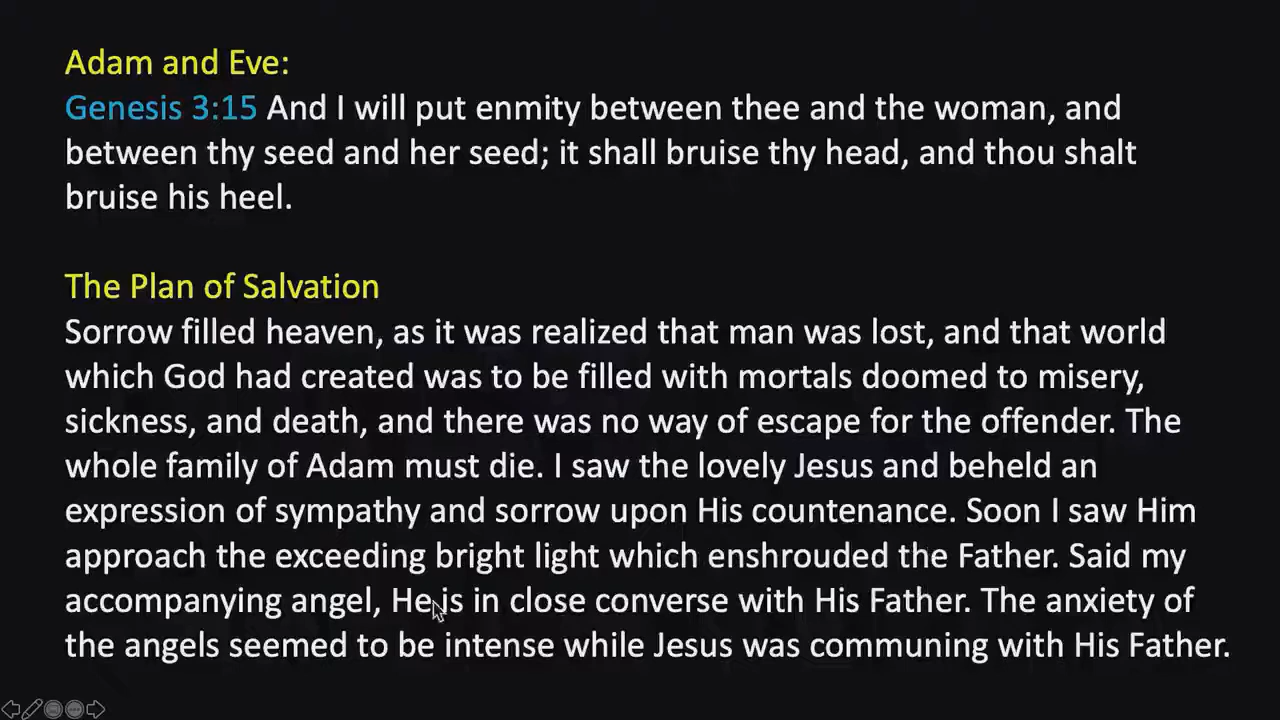 Adam and Eve:
Genesis 3:15 And I will put enmity between thee and the woman, and
between thy seed and her seed; it shall bruise thy head, and thou shalt
bruise his heel.
The Plan of Salvation
Sorrow filled heaven, as it was realized that man was lost, and that world
which God had created was to be filled with mortals doomed to misery,
sickness, and death, and there was no way of escape for the offender. The
whole family of Adam must die. I saw the lovely Jesus and beheld an
expression of sympathy and sorrow upon His countenance. Soon I saw Him
approach the exceeding bright light which enshrouded the Father. Said my
accompanying angel, He is in close converse with His Father. The anxiety of
the angels seemed to be intense while Jesus was communing with His Father.